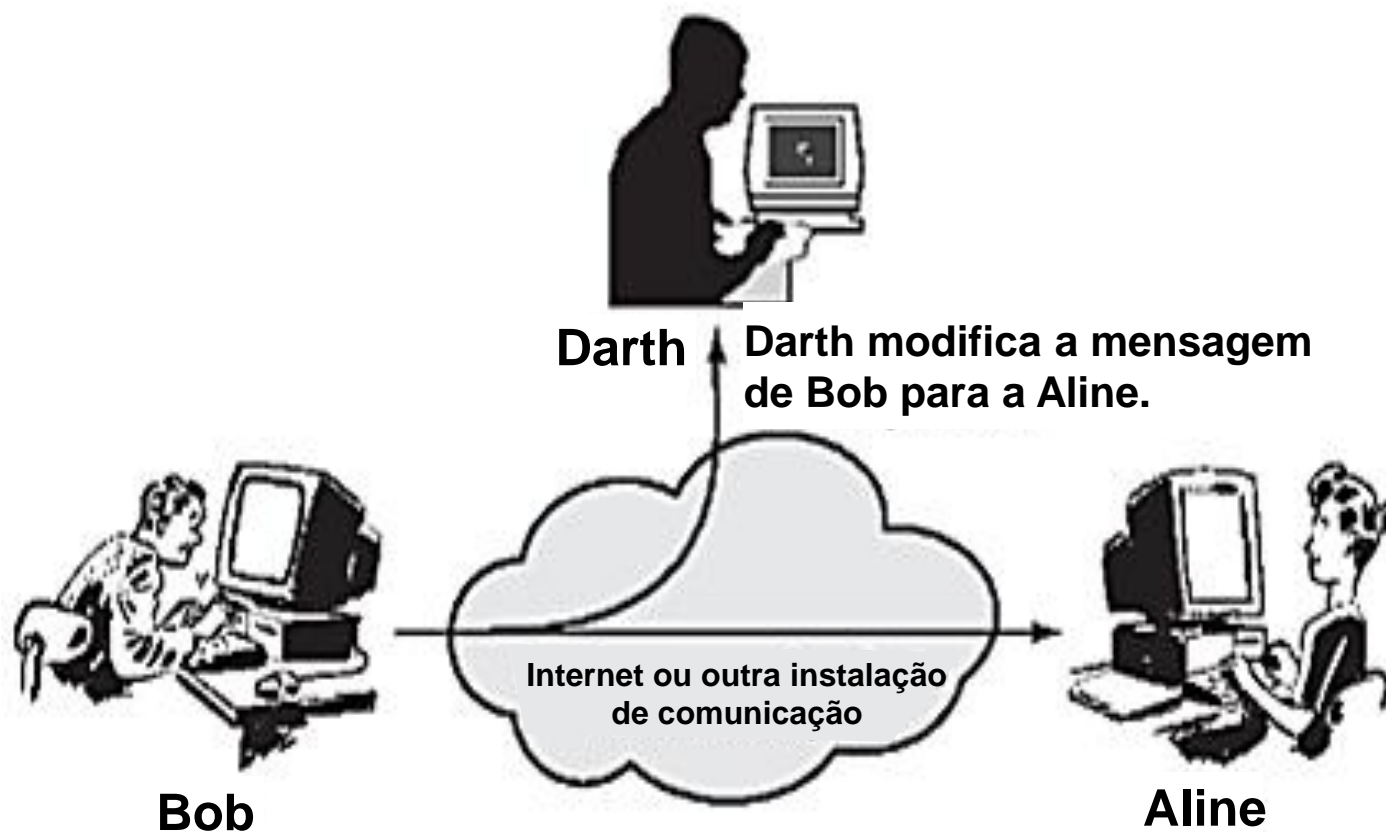 Darth
Darth modifica a mensagem
de Bob para a Aline.
Internet ou outra instalação
de comunicação
Bob
Aline